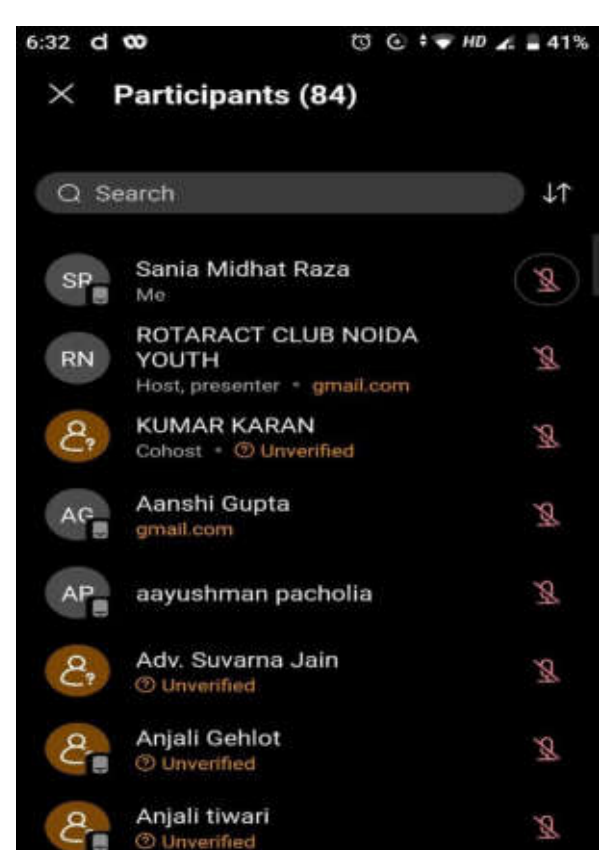 6:32 d HD 41%
Participants (84)
Search
SR Sania Midhat Raza
Me
ROTARACT CLUB NOIDA
RN YOUTH
Host, presenter • gmail.com
KUMAR KARAN
Cohost • Unverified
AG Aanshi Gupta
gmail.com
AP aayushman pacholia
Adv. Suvarna Jain
Unverified
Anjali Gehlot
Unverified
Anjali tiwari
Unverified